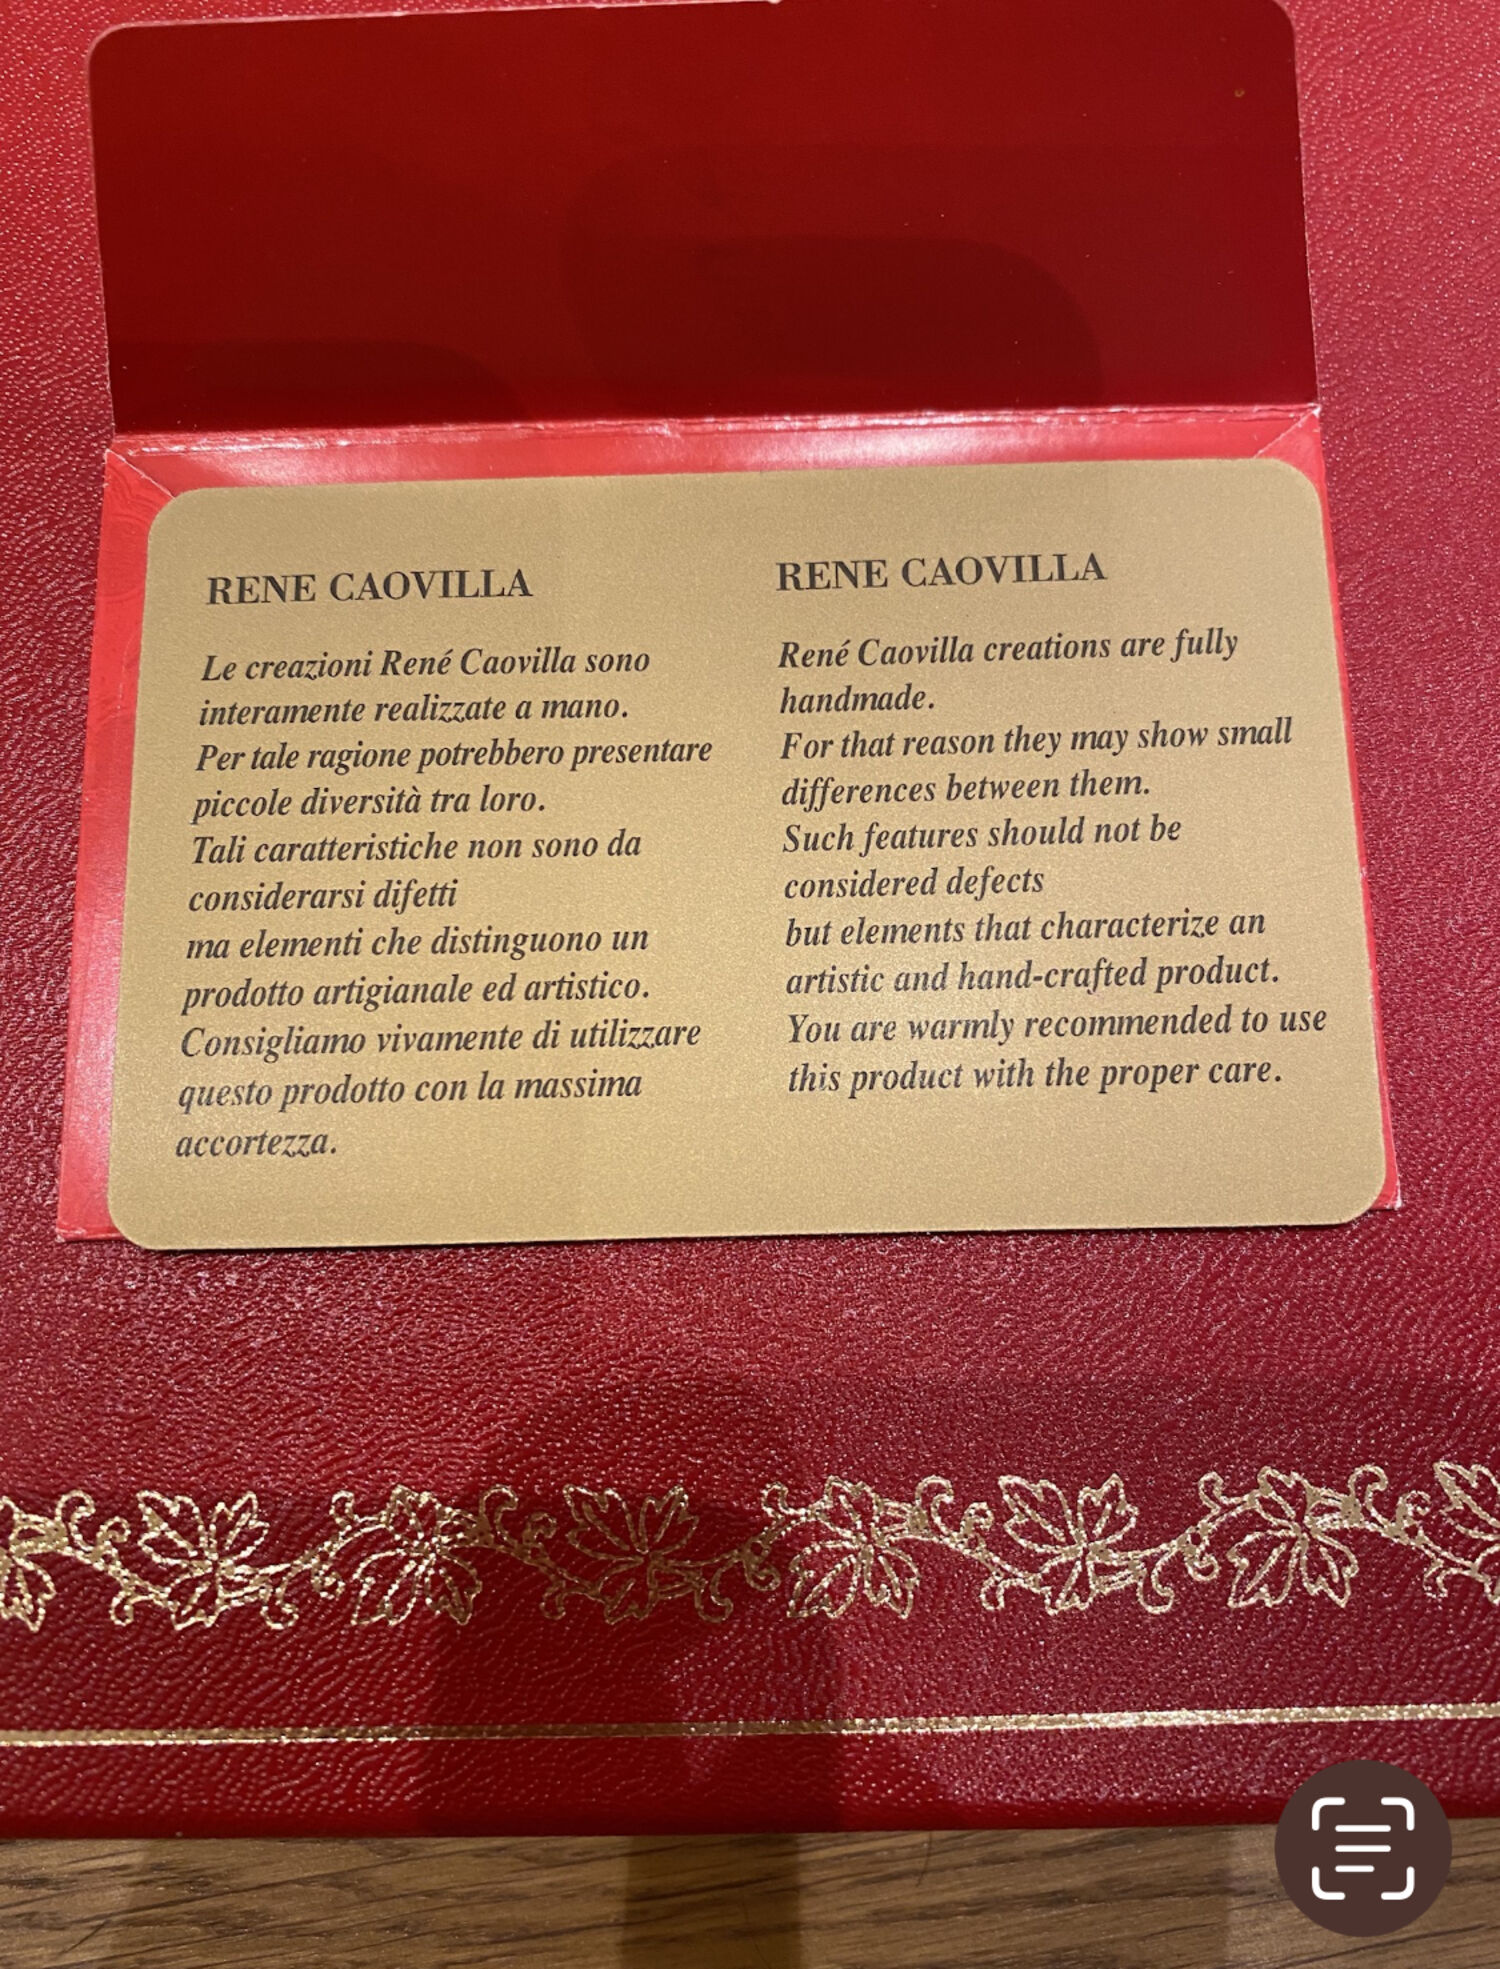 RENE CAOVILLA
Le creazioni René Caovilla sono
interamente realizzate a mano.
Per tale ragione potrebbero presentare
piccole diversità tra loro.
Tali caratteristiche non sono da
considerarsi difetti
ma elementi che distinguono un
prodotto artigianale ed artistico.
Consigliamo vivamente di utilizzare
questo prodotto con la massima
accortezza.
RENE CAOVILLA
René Caovilla creations are fully
handmade.
For that reason they may show small
differences between them.
Such features should not be
considered defects
but elements that characterize an
artistic and hand-crafted product.
You are warmly recommended to use
this product with the proper care.